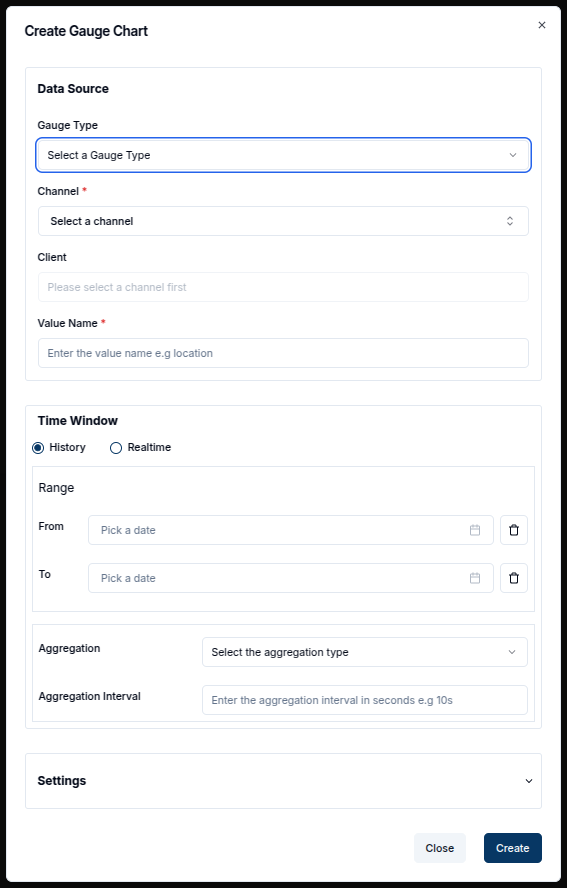 Create Gauge Chart
Data Source
Gauge Type
Select a Gauge Type
Channel *
Select a channel
Client
Please select a channel first
Value Name *
Enter the value name e.g location
Time Window
History Realtime
Range
From Pick a date
To Pick a date
Aggregation Select the aggregation type
Aggregation Interval Enter the aggregation interval in seconds e.g 10s
Settings
Close Create